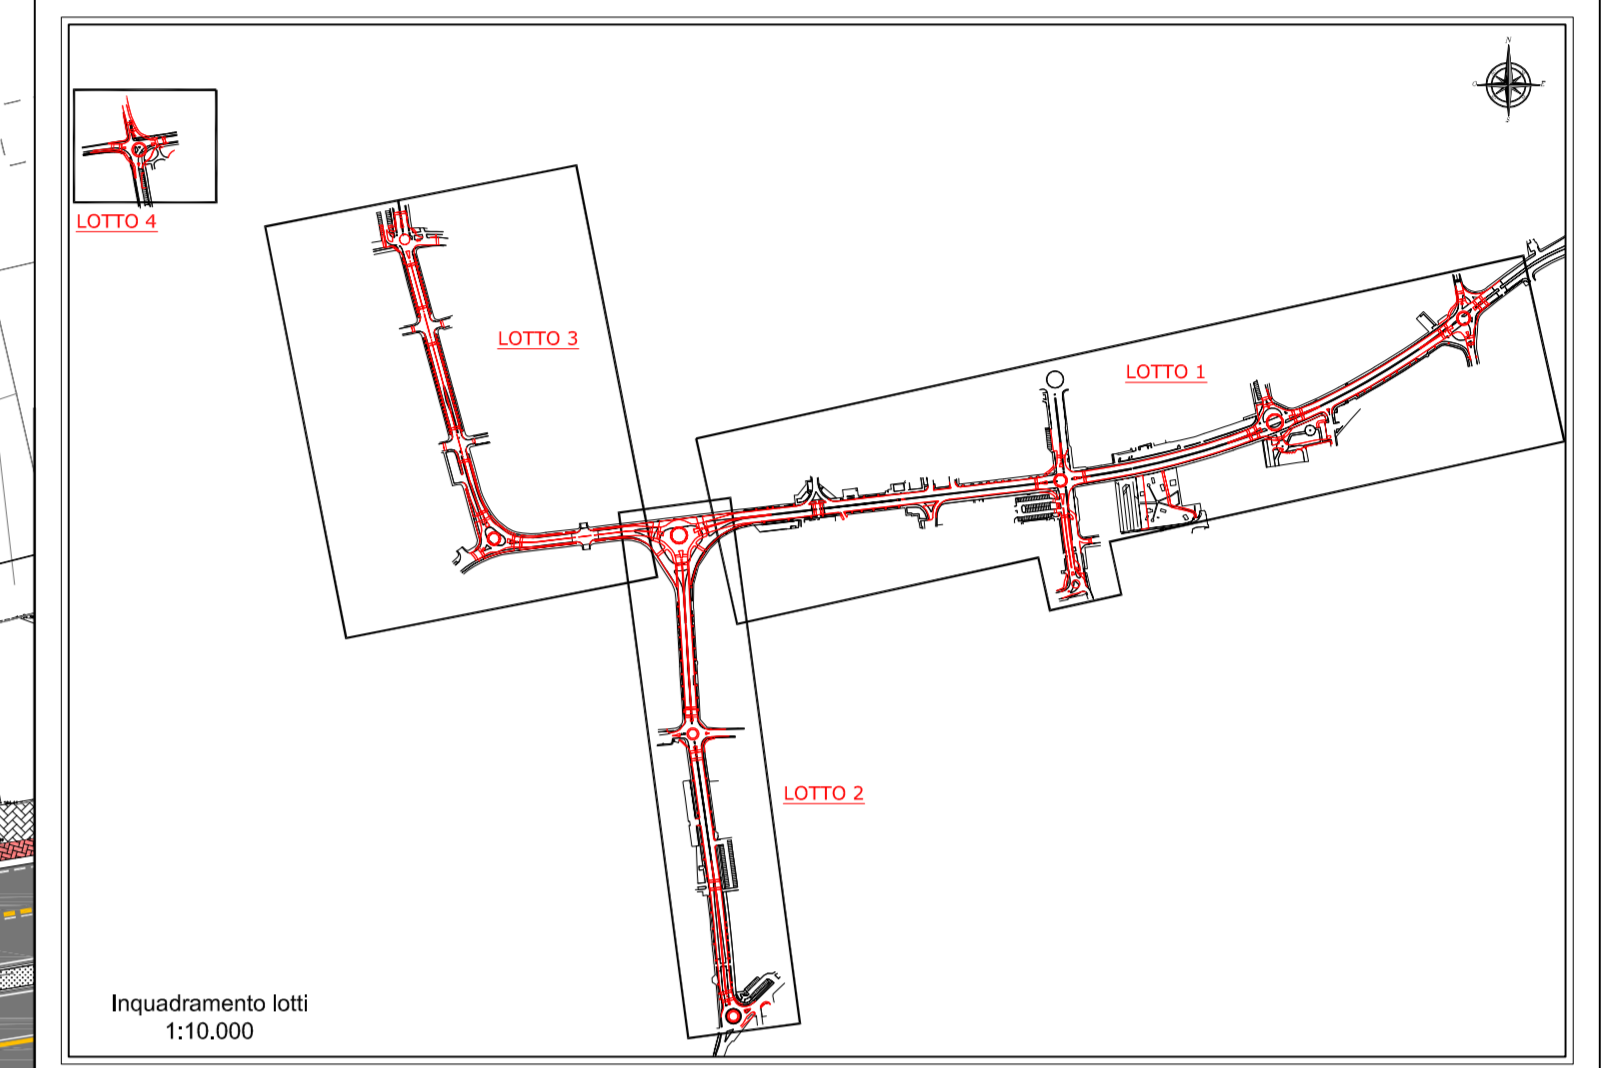 N
LOTTO 4
LOTTO 3
LOTTO 1
LOTTO 2
Inquadramento lotti
1:10.000